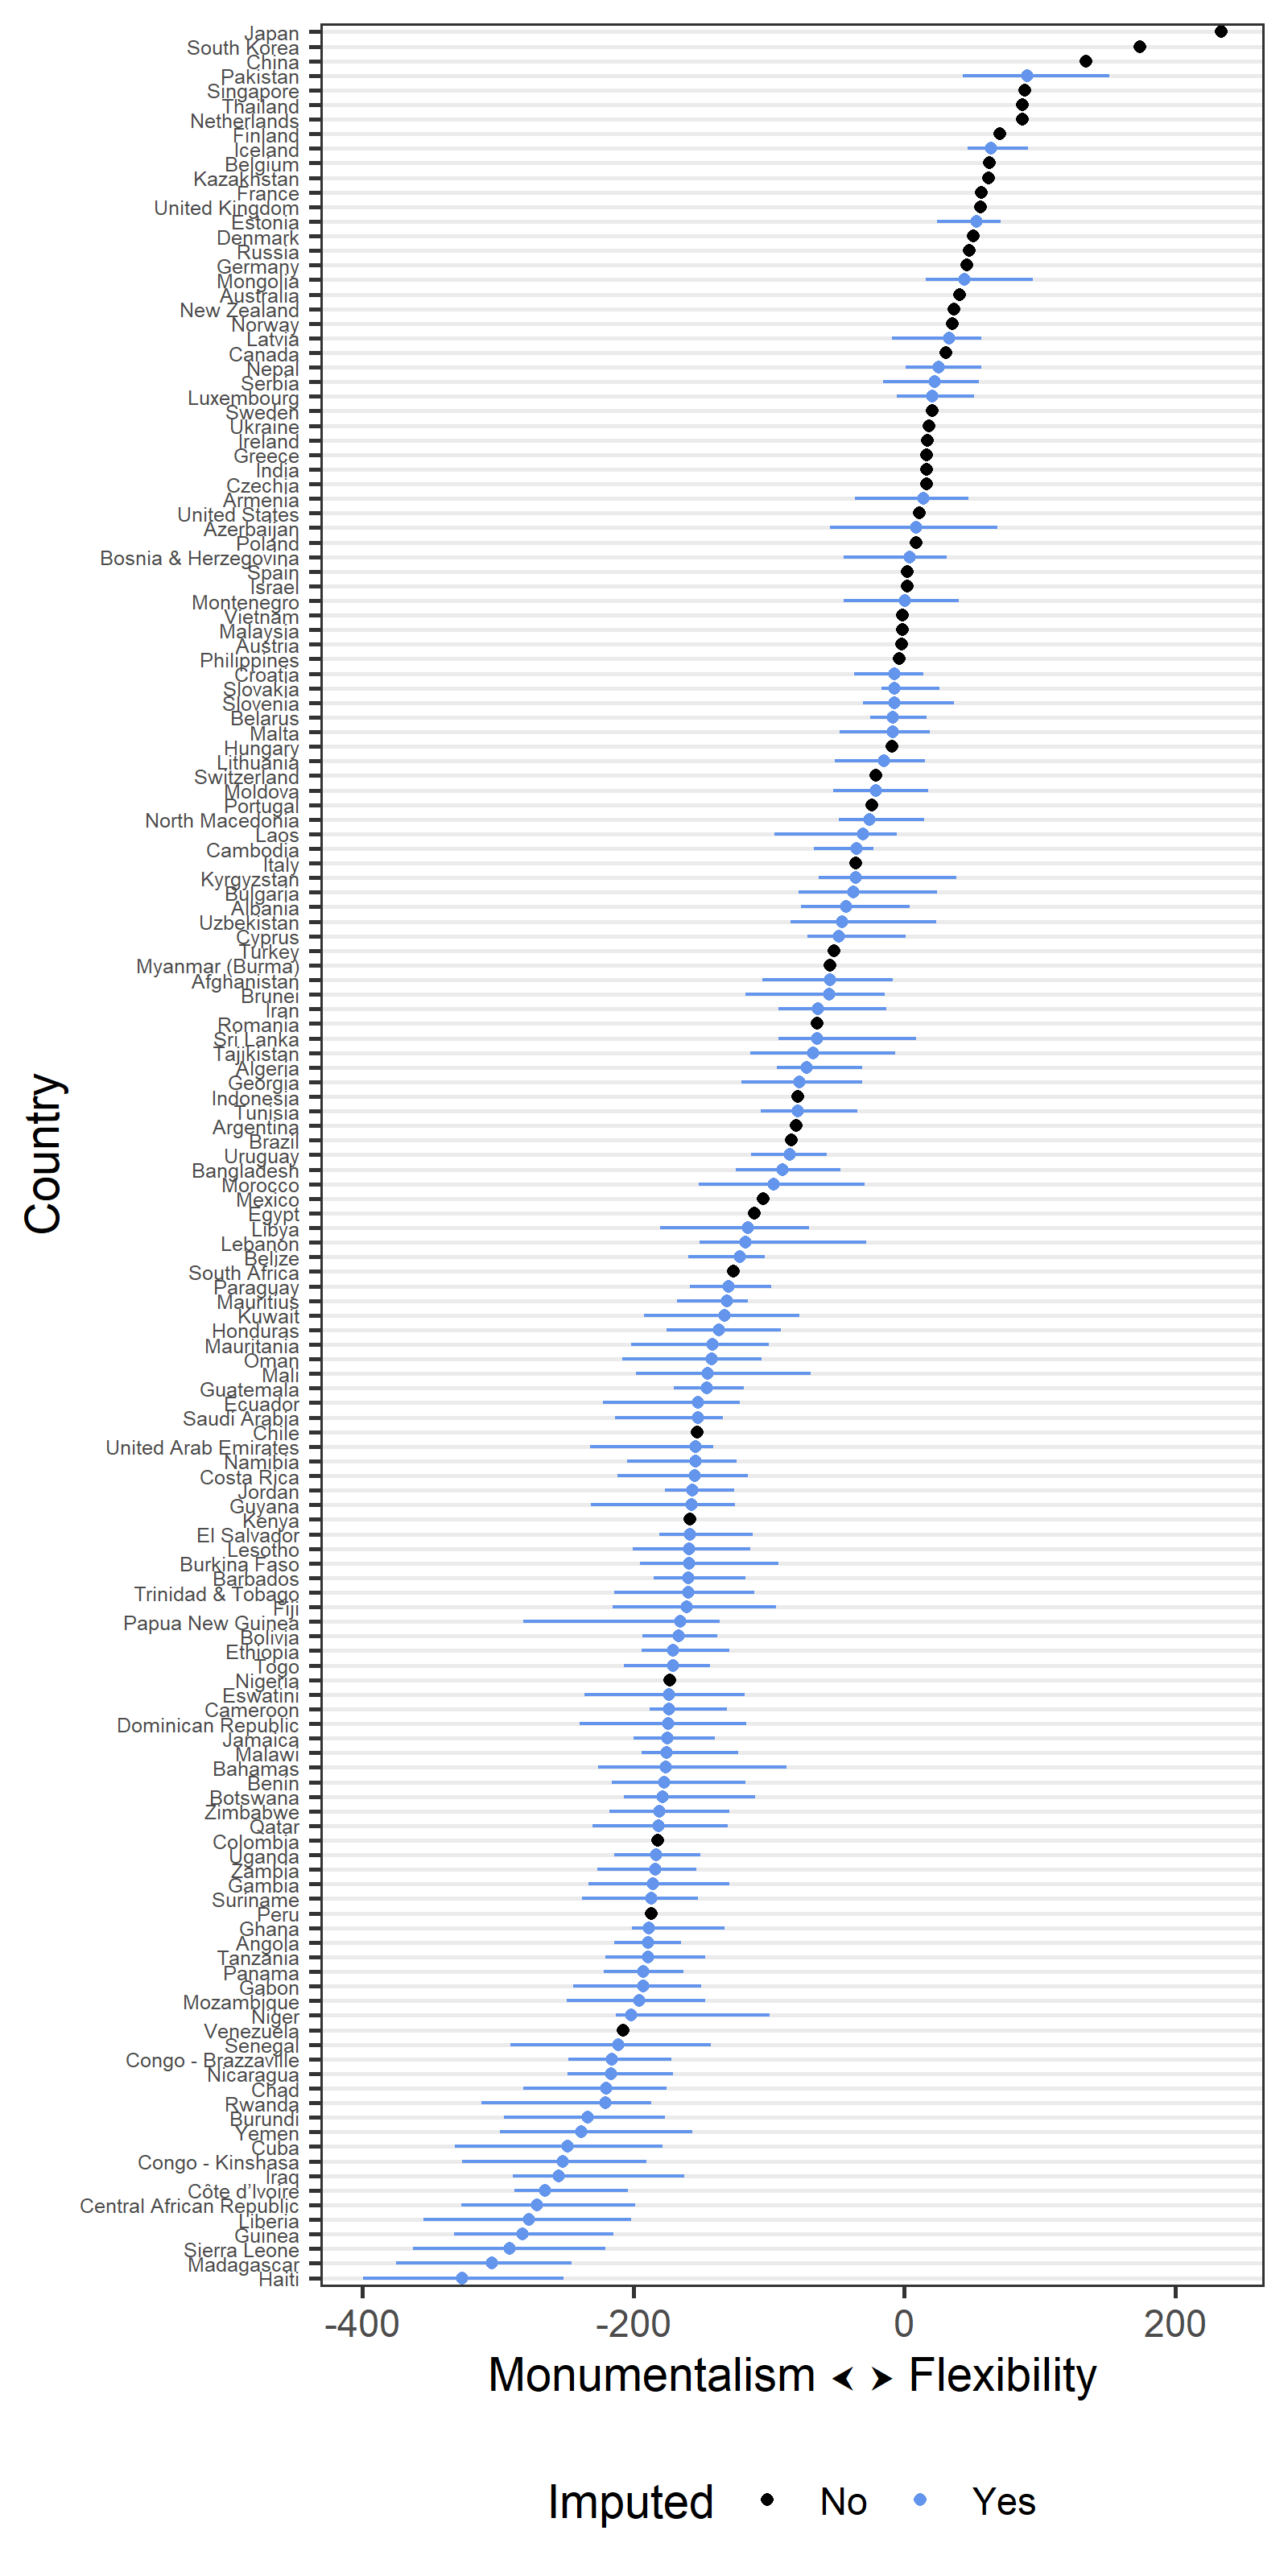 Japan
South Korea
China
Pakistan
Singapore
Thailand
Netherlands
Finland
Iceland
Belgium
Kazakhstan
France
United Kingdom
Estonia
Denmark
Russia
Germany
Mongolia
Australia
New Zealand
Norway
Latvia
Canada
Nepal
Serbia
Luxembourg
Sweden
Ukraine
Ireland
Greece
India
Czechia
Armenia
United States
Azerbaijan
Poland
Bosnia & Herzegovina
Spain
Israel
Montenegro
Vietnam
Malaysia
Austria
Philippines
Croatia
Slovakia
Slovenia
Belarus
Malta
Hungary
Lithuania
Switzerland
Moldova
Portugal
North Macedonia
Laos
Cambodia
Italy
Kyrgyzstan
Bulgaria
Albania
Uzbekistan
Cyprus
Turkey
Myanmar (Burma)
Afghanistan
Brunei
Iran
Romania
Sri Lanka
Tajikistan
Algeria
Georgia
Indonesia
Tunisia
Argentina
Brazil
Uruguay
Bangladesh
Morocco
Mexico
Egypt
Libya
Lebanon
Belize
South Africa
Paraguay
Mauritius
Kuwait
Honduras
Mauritania
Oman
Mali
Guatemala
Ecuador
Saudi Arabia
Chile
United Arab Emirates
Namibia
Costa Rica
Jordan
Guyana
Kenya
El Salvador
Lesotho
Burkina Faso
Barbados
Trinidad & Tobago
Fiji
Papua New Guinea
Bolivia
Ethiopia
Togo
Nigeria
Eswatini
Cameroon
Dominican Republic
Jamaica
Malawi
Bahamas
Benin
Botswana
Zimbabwe
Qatar
Colombia
Uganda
Zambia
Gambia
Suriname
Peru
Ghana
Angola
Tanzania
Panama
Gabon
Mozambique
Niger
Venezuela
Senegal
Congo - Brazzaville
Nicaragua
Chad
Rwanda
Burundi
Yemen
Cuba
Congo - Kinshasa
Iraq
Côte d’Ivoire
Central African Republic
Liberia
Guinea
Sierra Leone
Madagascar
Haiti
Country
-400 -200 0 200
Monumentalism ⮜ ⮞ Flexibility
Imputed No Yes